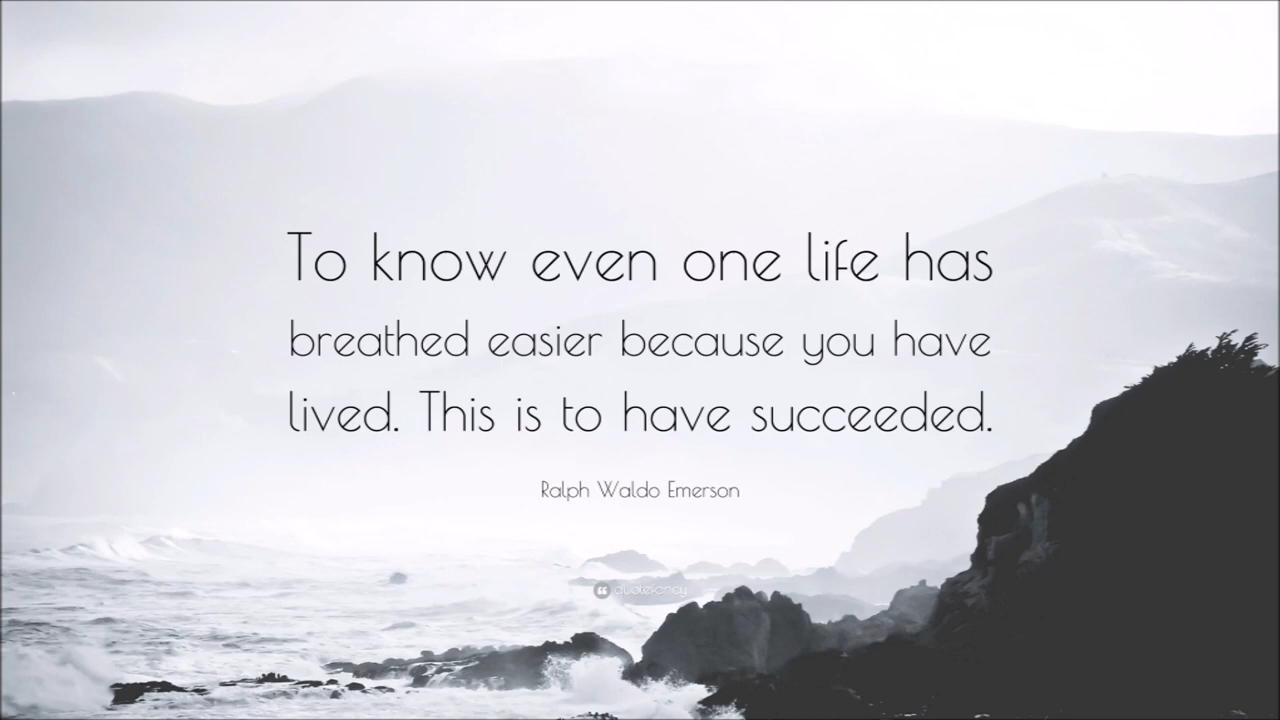 To know even one life has
breathed easier because you have
lived. This is to have succeeded.
Ralph Waldo Emerson
quotefancy